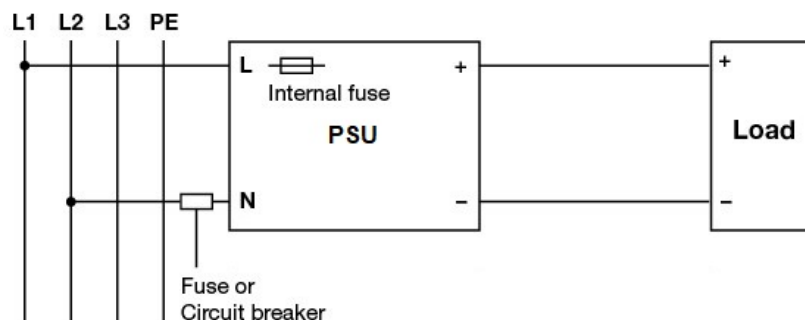 L1 L2 L3 PE
L
+
+
Internal fuse
PSU
Load
N
–
–
Fuse or
Circuit breaker